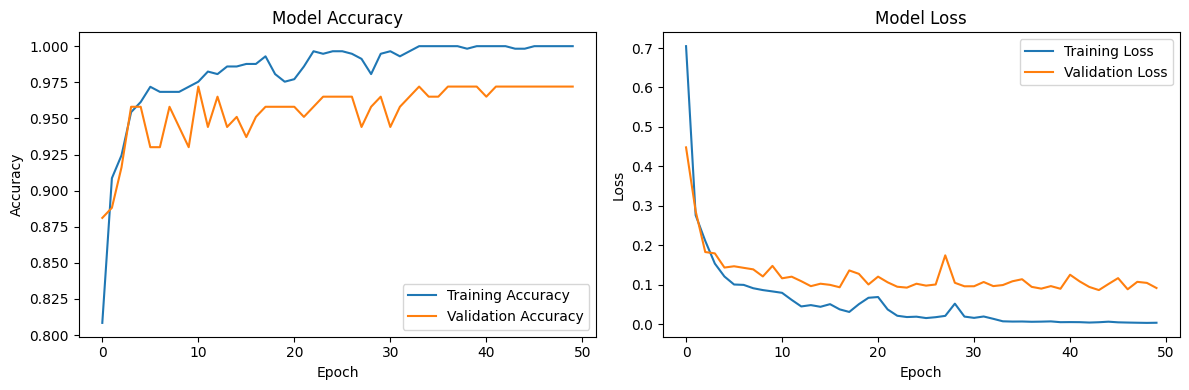 Model Accuracy
1.000
0.975
0.950
0.925
0.900
0.875
0.850
0.825
0.800
Accuracy
0 10 20 30 40 50
Epoch
Training Accuracy
Validation Accuracy
Model Loss
0.7
0.6
0.5
0.4
0.3
0.2
0.1
0.0
Loss
0 10 20 30 40 50
Epoch
Training Loss
Validation Loss